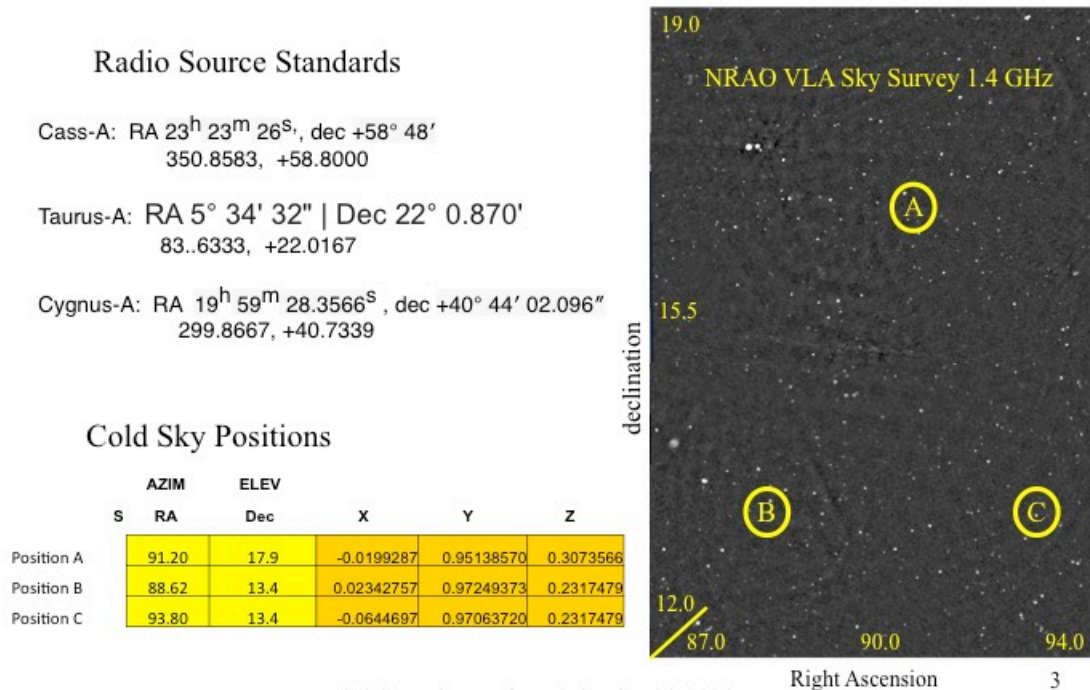 Radio Source Standards
Cass-A: RA 23h 23m 26s, dec +58° 48′
350.8583, +58.8000
Taurus-A: RA 5° 34' 32" | Dec 22° 0.870'
83..6333, +22.0167
Cygnus-A: RA 19h 59m 28.3566s , dec +40° 44′ 02.096″
299.8667, +40.7339
Cold Sky Positions
AZIM ELEV
S RA Dec X Y Z
Position A 91.20 17.9 -0.0199287 0.95138570 0.3073566
Position B 88.62 13.4 0.02342757 0.97249373 0.2317479
Position C 93.80 13.4 -0.0644697 0.97063720 0.2317479
19.0
NRAO VLA Sky Survey 1.4 GHz
A
15.5
declination
B
C
12.0
87.0 90.0 94.0
Right Ascension
3